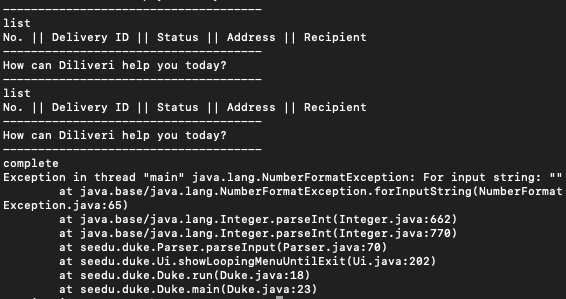 -------------------------------------
list
No. || Delivery ID || Status || Address || Recipient
-------------------------------------
How can Diliveri help you today?
-------------------------------------
list
No. || Delivery ID || Status || Address || Recipient
-------------------------------------
How can Diliveri help you today?
-------------------------------------
complete
Exception in thread "main" java.lang.NumberFormatException: For input string: ""
at java.base/java.lang.NumberFormatException.forInputString(NumberFormat
Exception.java:65)
at java.base/java.lang.Integer.parseInt(Integer.java:662)
at java.base/java.lang.Integer.parseInt(Integer.java:770)
at seedu.duke.Parser.parseInput(Parser.java:70)
at seedu.duke.Ui.showLoopingMenuUntilExit(Ui.java:202)
at seedu.duke.Duke.run(Duke.java:18)
at seedu.duke.Duke.main(Duke.java:23)